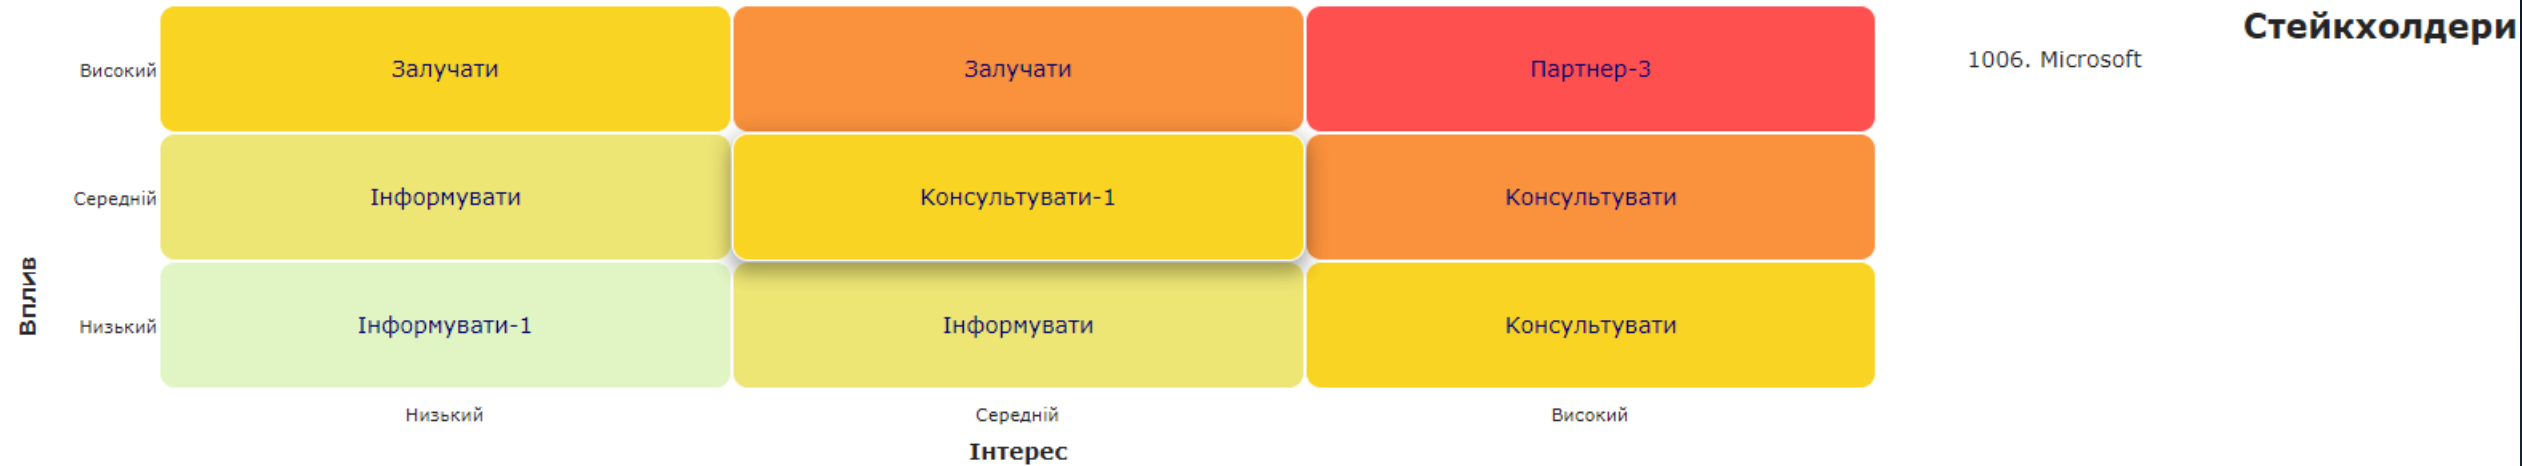 Стейкхолдери
1006. Microsoft
Вплив
Високий
Залучати
Залучати
Партнер-3
Середній
Інформувати
Консультувати-1
Консультувати
Низький
Інформувати-1
Інформувати
Консультувати
Низький
Середній
Високий
Інтерес